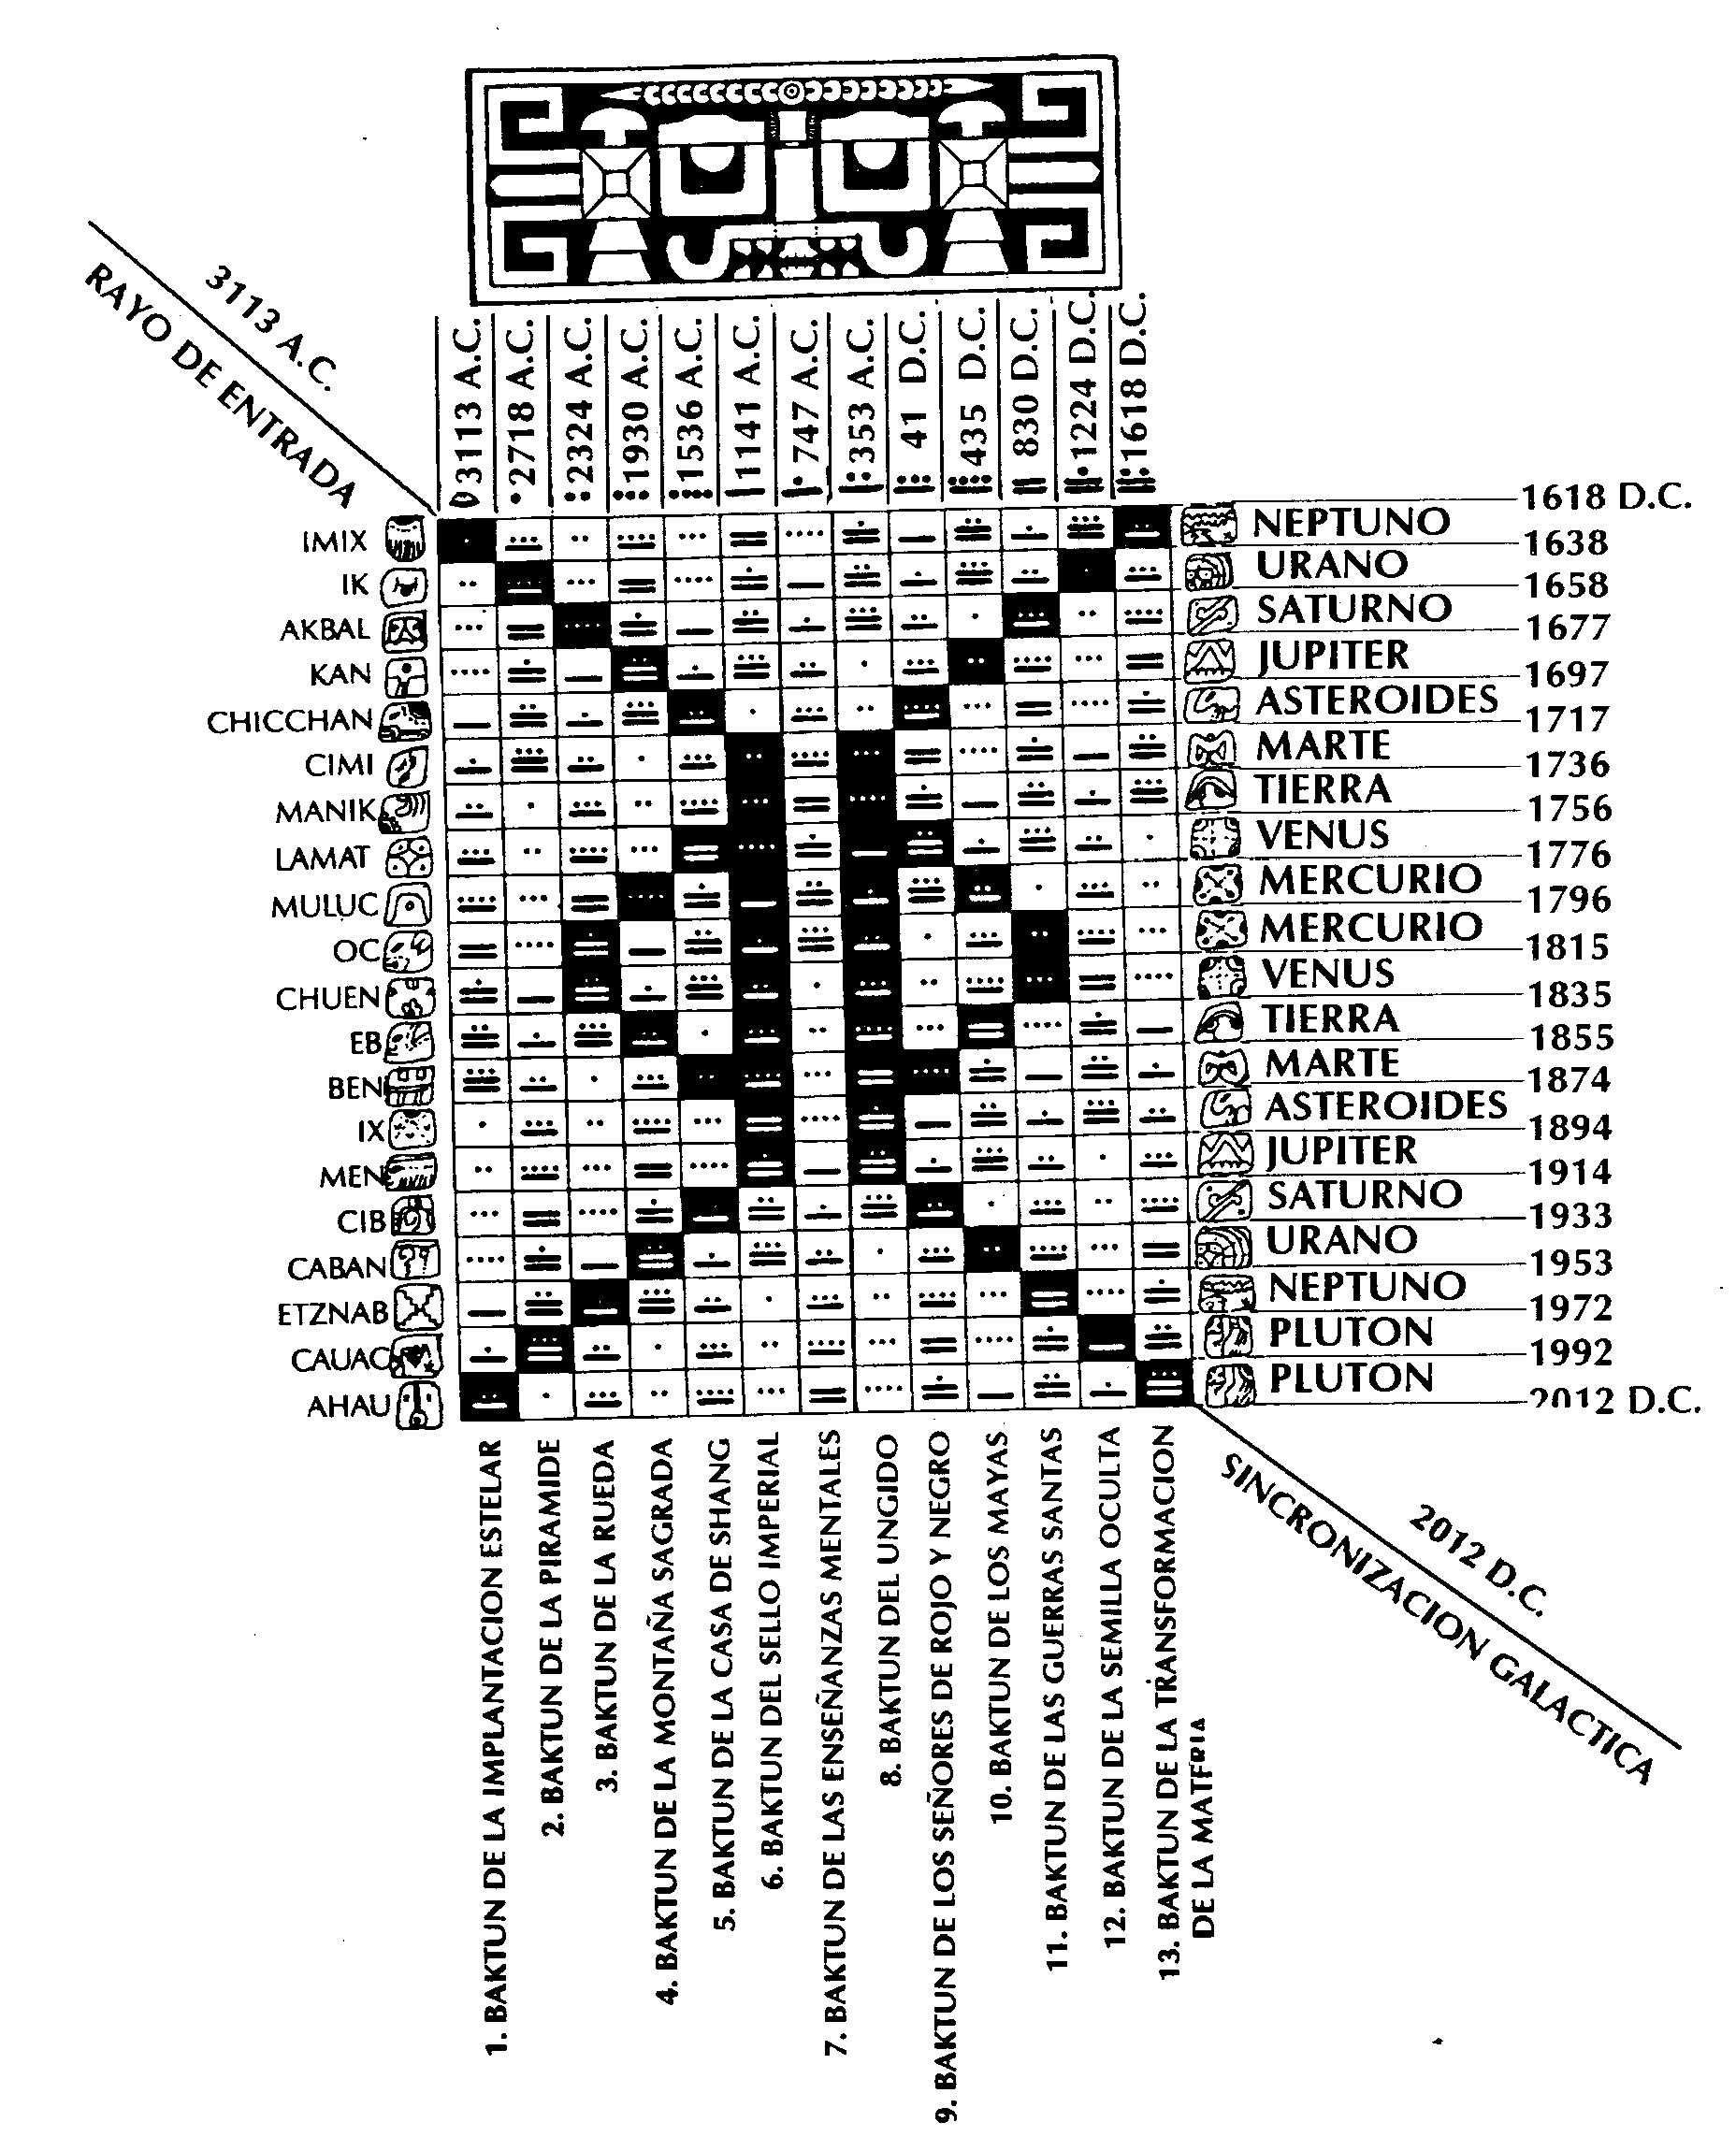 3113 A.C.
RAYO DE ENTRADA
3113 A.C.
2718 A.C.
2324 A.C.
1930 A.C.
1536 A.C.
1141 A.C.
747 A.C.
353 A.C.
41 D.C.
435 D.C.
830 D.C.
1224 D.C.
1618 D.C.
IMIX
IK
AKBAL
KAN
CHICCHAN
CIMI
MANIK
LAMAT
MULUC
OC
CHUEN
EB
BEN
IX
MEN
CIB
CABAN
ETZNAB
CAUAC
AHAU
1618 D.C.
NEPTUNO
1638
URANO
1658
SATURNO
1677
JUPITER
1697
ASTEROIDES
1717
MARTE
1736
TIERRA
1756
VENUS
1776
MERCURIO
1796
MERCURIO
1815
VENUS
1835
TIERRA
1855
MARTE
1874
ASTEROIDES
1894
JUPITER
1914
SATURNO
1933
URANO
1953
NEPTUNO
1972
PLUTON
1992
PLUTON
2012 D.C.
1. BAKTUN DE LA IMPLANTACION ESTELAR
2. BAKTUN DE LA PIRAMIDE
3. BAKTUN DE LA RUEDA
4. BAKTUN DE LA MONTAÑA SAGRADA
5. BAKTUN DE LA CASA DE SHANG
6. BAKTUN DEL SELLO IMPERIAL
7. BAKTUN DE LAS ENSEÑANZAS MENTALES
8. BAKTUN DEL UNGIDO
9. BAKTUN DE LOS SEÑORES DE ROJO Y NEGRO
10. BAKTUN DE LOS MAYAS
11. BAKTUN DE LAS GUERRAS SANTAS
12. BAKTUN DE LA SEMILLA OCULTA
13. BAKTUN DE LA TRANSFORMACION
DE LA MATERIA
2012 D.C.
SINCRONIZACION GALACTICA